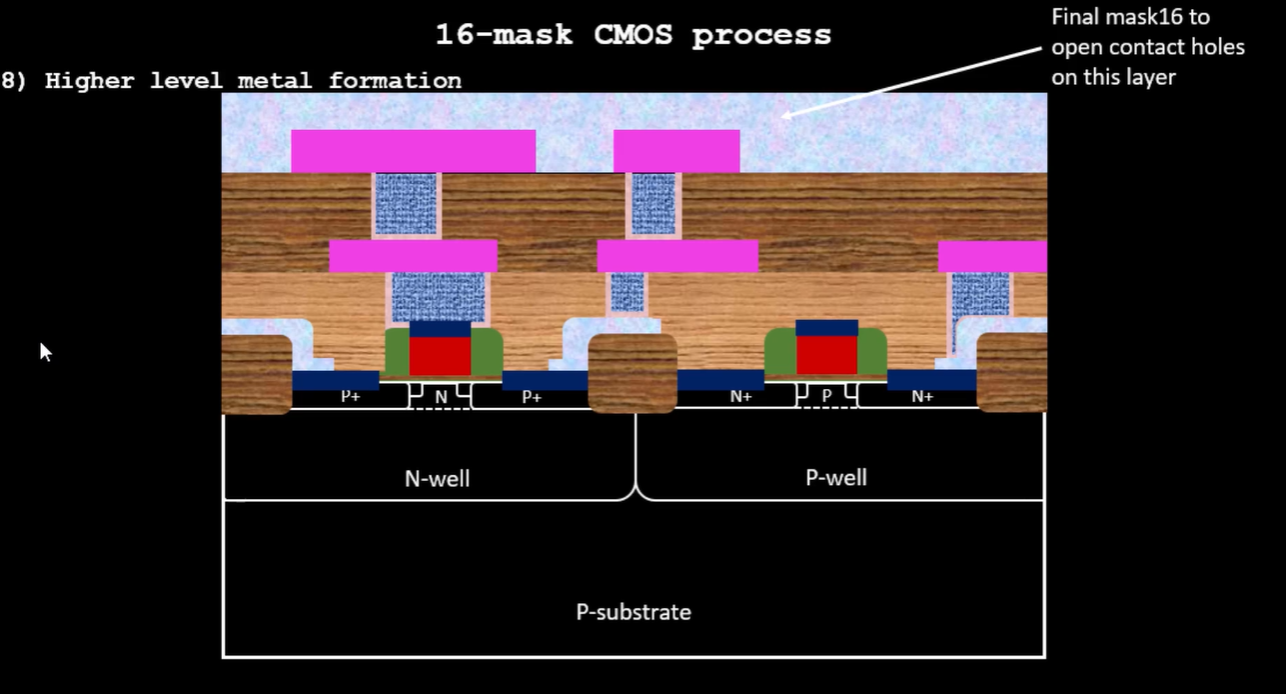 16-mask CMOS process
Final mask16 to
open contact holes
on this layer
8) Higher level metal formation
P+ N P+ N+ P N+
N-well P-well
P-substrate